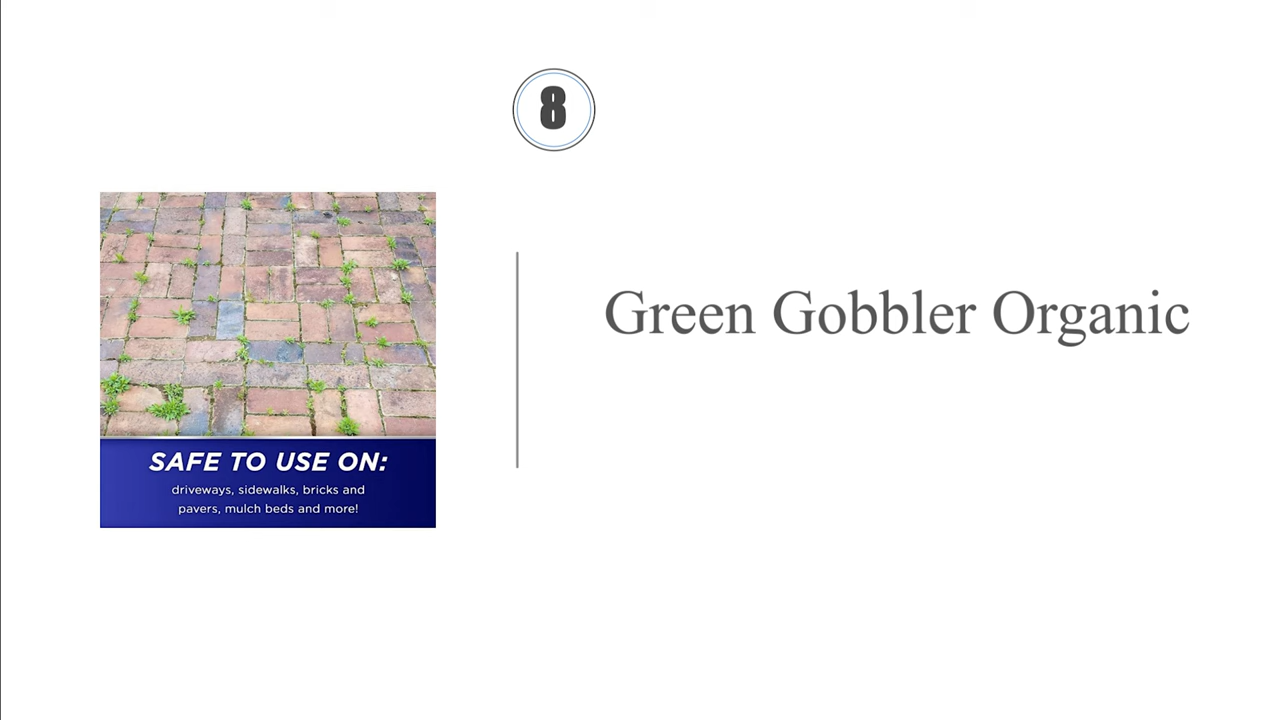 8
Green Gobbler Organic
SAFE TO USE ON:
driveways, sidewalks, bricks and
pavers, mulch beds and more!